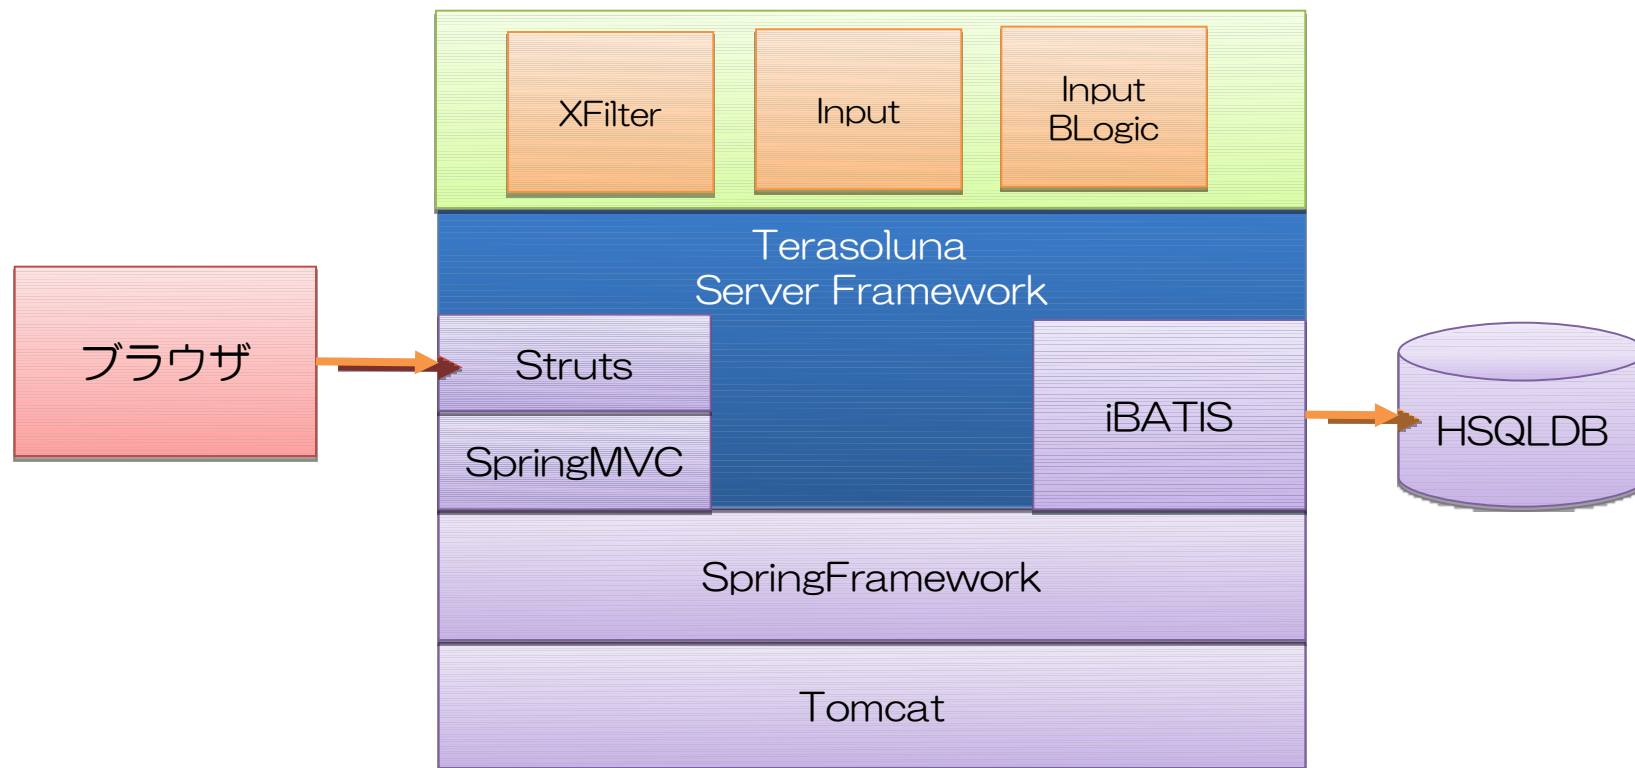 XFilter
Input
Input
BLogic
Terasoluna
Server Framework
ブラウザ
Struts
SpringMVC
iBATIS
HSQLDB
SpringFramework
Tomcat